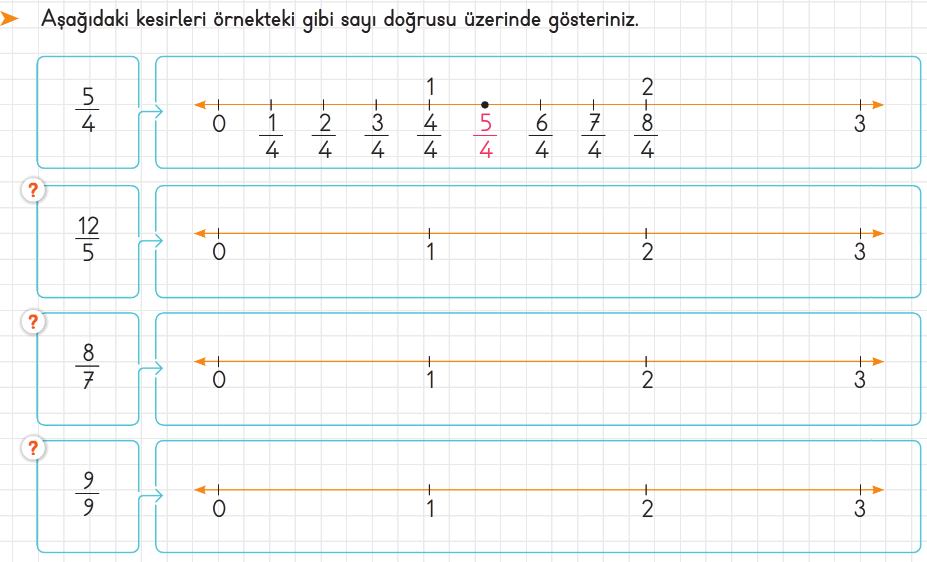 Aşağıdaki kesirleri örnekteki gibi sayı doğrusu üzerinde gösteriniz.
5/4
1 2
0 1/4 2/4 3/4 4/4 5/4 6/4 7/4 8/4 3
?
12/5
0 1 2 3
?
8/7
0 1 2 3
?
9/9
0 1 2 3